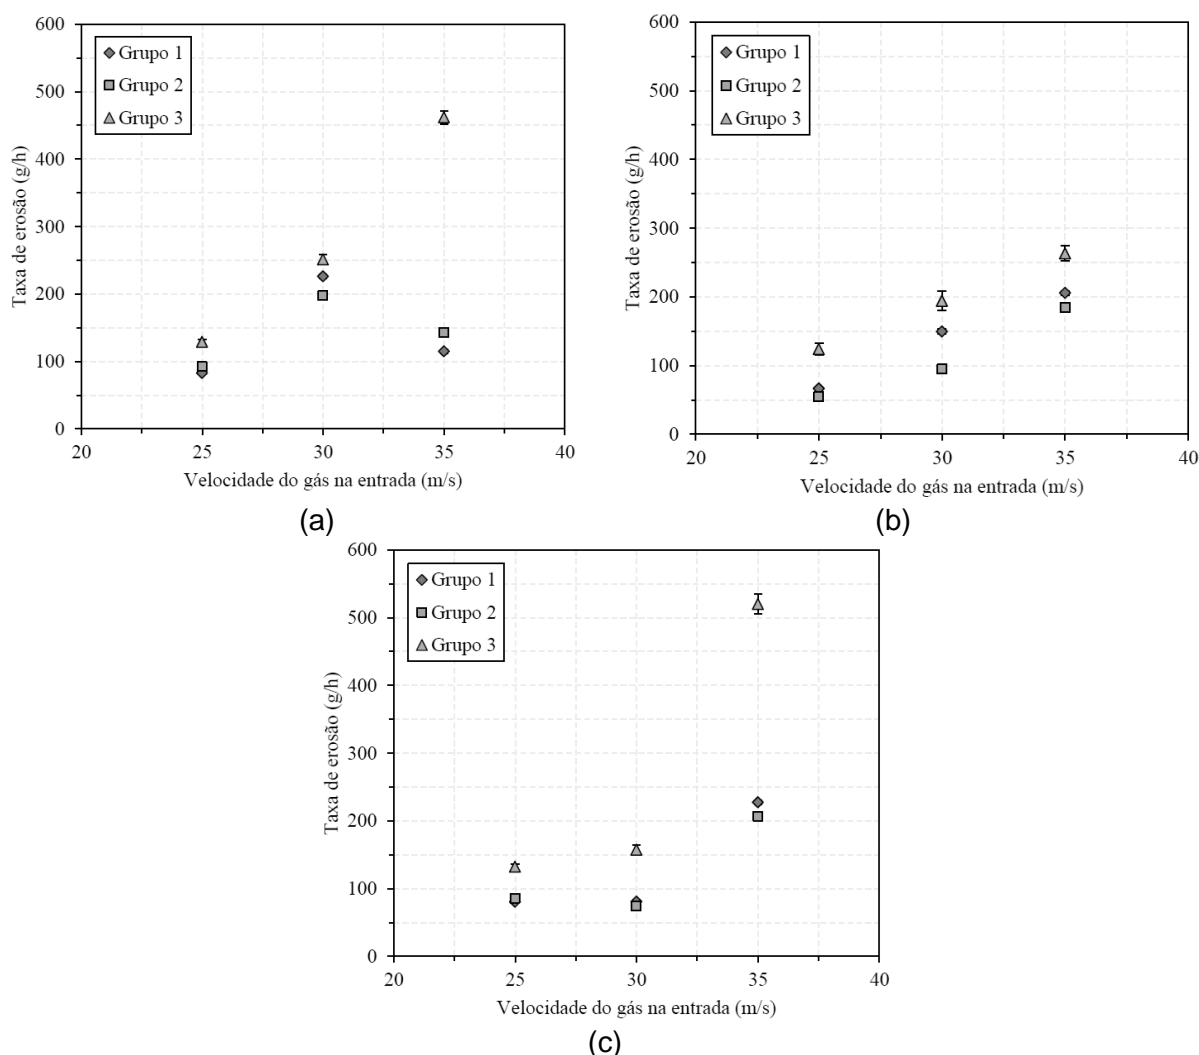 600
500
400
300
200
100
0
Taxa de erosão (g/h)
Grupo 1
Grupo 2
Grupo 3
20 25 30 35 40
Velocidade do gás na entrada (m/s)
(a)
600
500
400
300
200
100
0
Taxa de erosão (g/h)
Grupo 1
Grupo 2
Grupo 3
20 25 30 35 40
Velocidade do gás na entrada (m/s)
(b)
600
500
400
300
200
100
0
Taxa de erosão (g/h)
Grupo 1
Grupo 2
Grupo 3
20 25 30 35 40
Velocidade do gás na entrada (m/s)
(c)